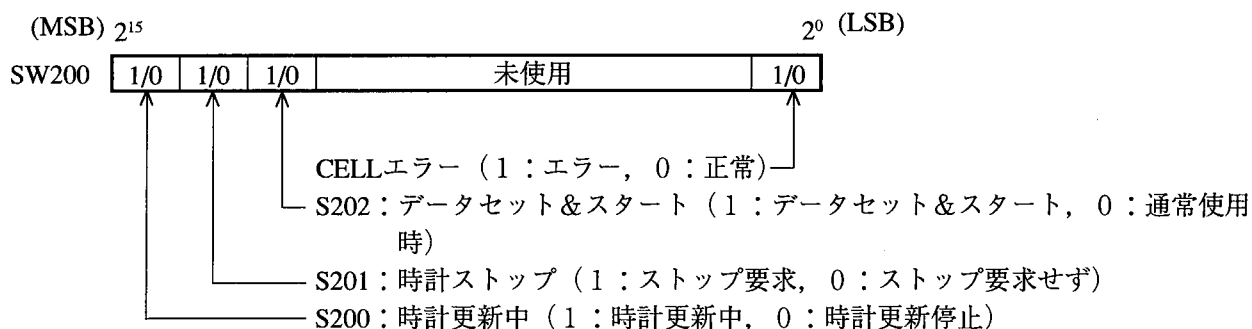 (MSB) 2¹⁵ 2⁰ (LSB)
SW200 1/0 1/0 1/0 未使用 1/0
CELLエラー(1:エラー,0:正常)
S202:データセット&スタート(1:データセット&スタート,0:通常使用
時)
S201:時計ストップ(1:ストップ要求,0:ストップ要求せず)
S200:時計更新中(1:時計更新中,0:時計更新停止)